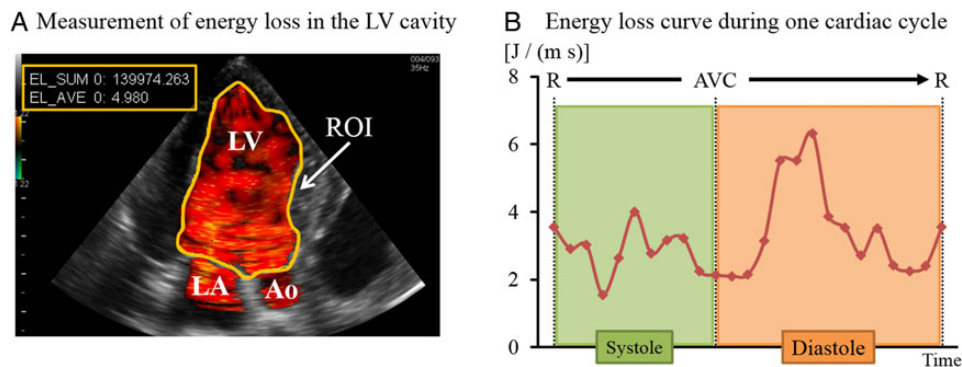 A Measurement of energy loss in the LV cavity
EL_SUM 0: 139974.263
EL_AVE 0: 4.980
004/093
35Hz
LV
ROI
LA
Ao
B Energy loss curve during one cardiac cycle
[J / (m s)]
8
R
AVC
R
6
4
2
0
Systole
Diastole
Time